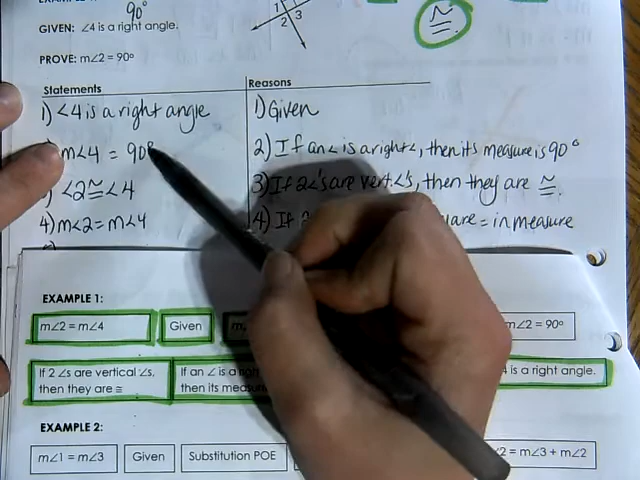 90°
GIVEN: ∠4 is a right angle.
1
2 3
≅
PROVE: m∠2 = 90°
Statements Reasons
1) ∠4 is a right angle 1) Given
m∠4 = 90° 2) If an ∠ is a right ∠, then its measure is 90°
) ∠2 ≅ ∠4 3) If 2 ∠'s are vert. ∠'s, then they are ≅.
4) m∠2 = m∠4 4) If are = in measure
EXAMPLE 1:
m∠2 = m∠4 Given m∠2 = 90°
If 2 ∠s are vertical ∠s, If an ∠ is a 4 is a right angle.
then they are ≅ then its
EXAMPLE 2:
m∠1 = m∠3 Given Substitution POE 2 = m∠3 + m∠2